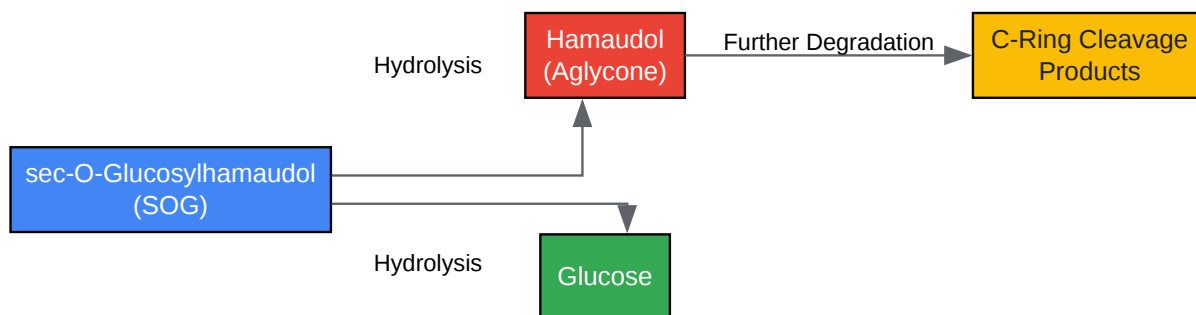 Hamaudol
(Aglycone)
Further Degradation
C-Ring Cleavage
Products
Hydrolysis
sec-O-Glucosylhamaudol
(SOG)
Hydrolysis
Glucose